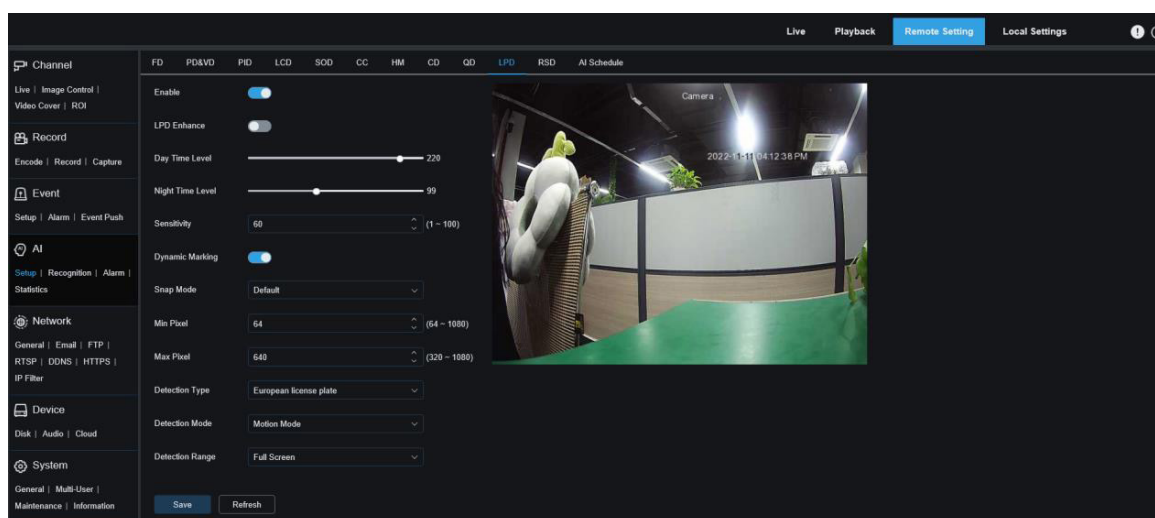 Live Playback Remote Setting Local Settings
Channel
Live | Image Control |
Video Cover | ROI
Record
Encode | Record | Capture
Event
Setup | Alarm | Event Push
AI
Setup | Recognition | Alarm |
Statistics
Network
General | Email | FTP |
RTSP | DDNS | HTTPS |
IP Filter
Device
Disk | Audio | Cloud
System
General | Multi-User |
Maintenance | Information
FD PD&VD PID LCD SOD CC HM CD QD LPD RSD AI Schedule
Enable
LPD Enhance
Day Time Level 220
Night Time Level 99
Sensitivity 60 (1 ~ 100)
Dynamic Marking
Snap Mode Default
Min Pixel 64 (64 ~ 1080)
Max Pixel 640 (320 ~ 1080)
Detection Type European license plate
Detection Mode Motion Mode
Detection Range Full Screen
Save Refresh
Camera
2022-11-11 04:12:38 PM